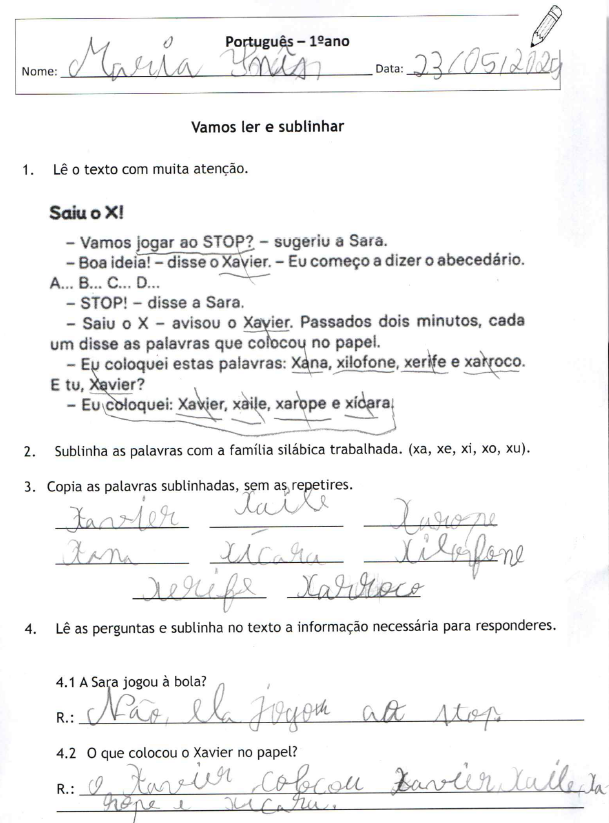 Português – 1ºano
Nome: Maria Inês Data: 23/05/2024
Vamos ler e sublinhar
1. Lê o texto com muita atenção.
Saiu o X!
– Vamos jogar ao STOP? – sugeriu a Sara.
– Boa ideia! – disse o Xavier. – Eu começo a dizer o abecedário.
A... B... C... D...
– STOP! – disse a Sara.
– Saiu o X – avisou o Xavier. Passados dois minutos, cada
um disse as palavras que colocou no papel.
– Eu coloquei estas palavras: Xana, xilofone, xerife e xarroco.
E tu, Xavier?
– Eu coloquei: Xavier, xaile, xarope e xícara.
2. Sublinha as palavras com a família silábica trabalhada. (xa, xe, xi, xo, xu).
3. Copia as palavras sublinhadas, sem as repetires.
Xavier Xaile Xarope
Xana xícara xilofone
xerife Xarroco
4. Lê as perguntas e sublinha no texto a informação necessária para responderes.
4.1 A Sara jogou à bola?
R.: Não, ela jogou ao stop.
4.2 O que colocou o Xavier no papel?
R.: O Xavier colocou Xavier, Xaile, xa
rope e xícara.